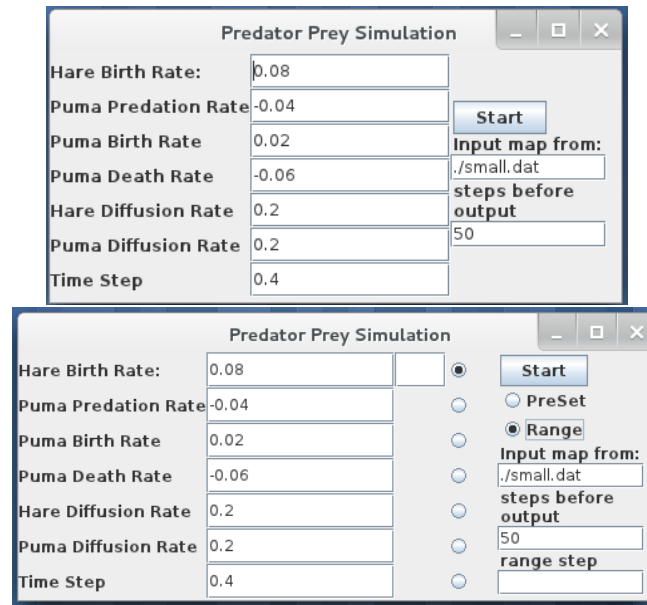 Predator Prey Simulation
Hare Birth Rate: 0.08
Puma Predation Rate -0.04
Start
Puma Birth Rate 0.02
Input map from:
Puma Death Rate -0.06
./small.dat
steps before
output
Hare Diffusion Rate 0.2
50
Puma Diffusion Rate 0.2
Time Step 0.4
Predator Prey Simulation
Hare Birth Rate: 0.08
Start
Puma Predation Rate -0.04
PreSet
Puma Birth Rate 0.02
Range
Input map from:
Puma Death Rate -0.06
./small.dat
steps before
output
Hare Diffusion Rate 0.2
50
Puma Diffusion Rate 0.2
range step
Time Step 0.4